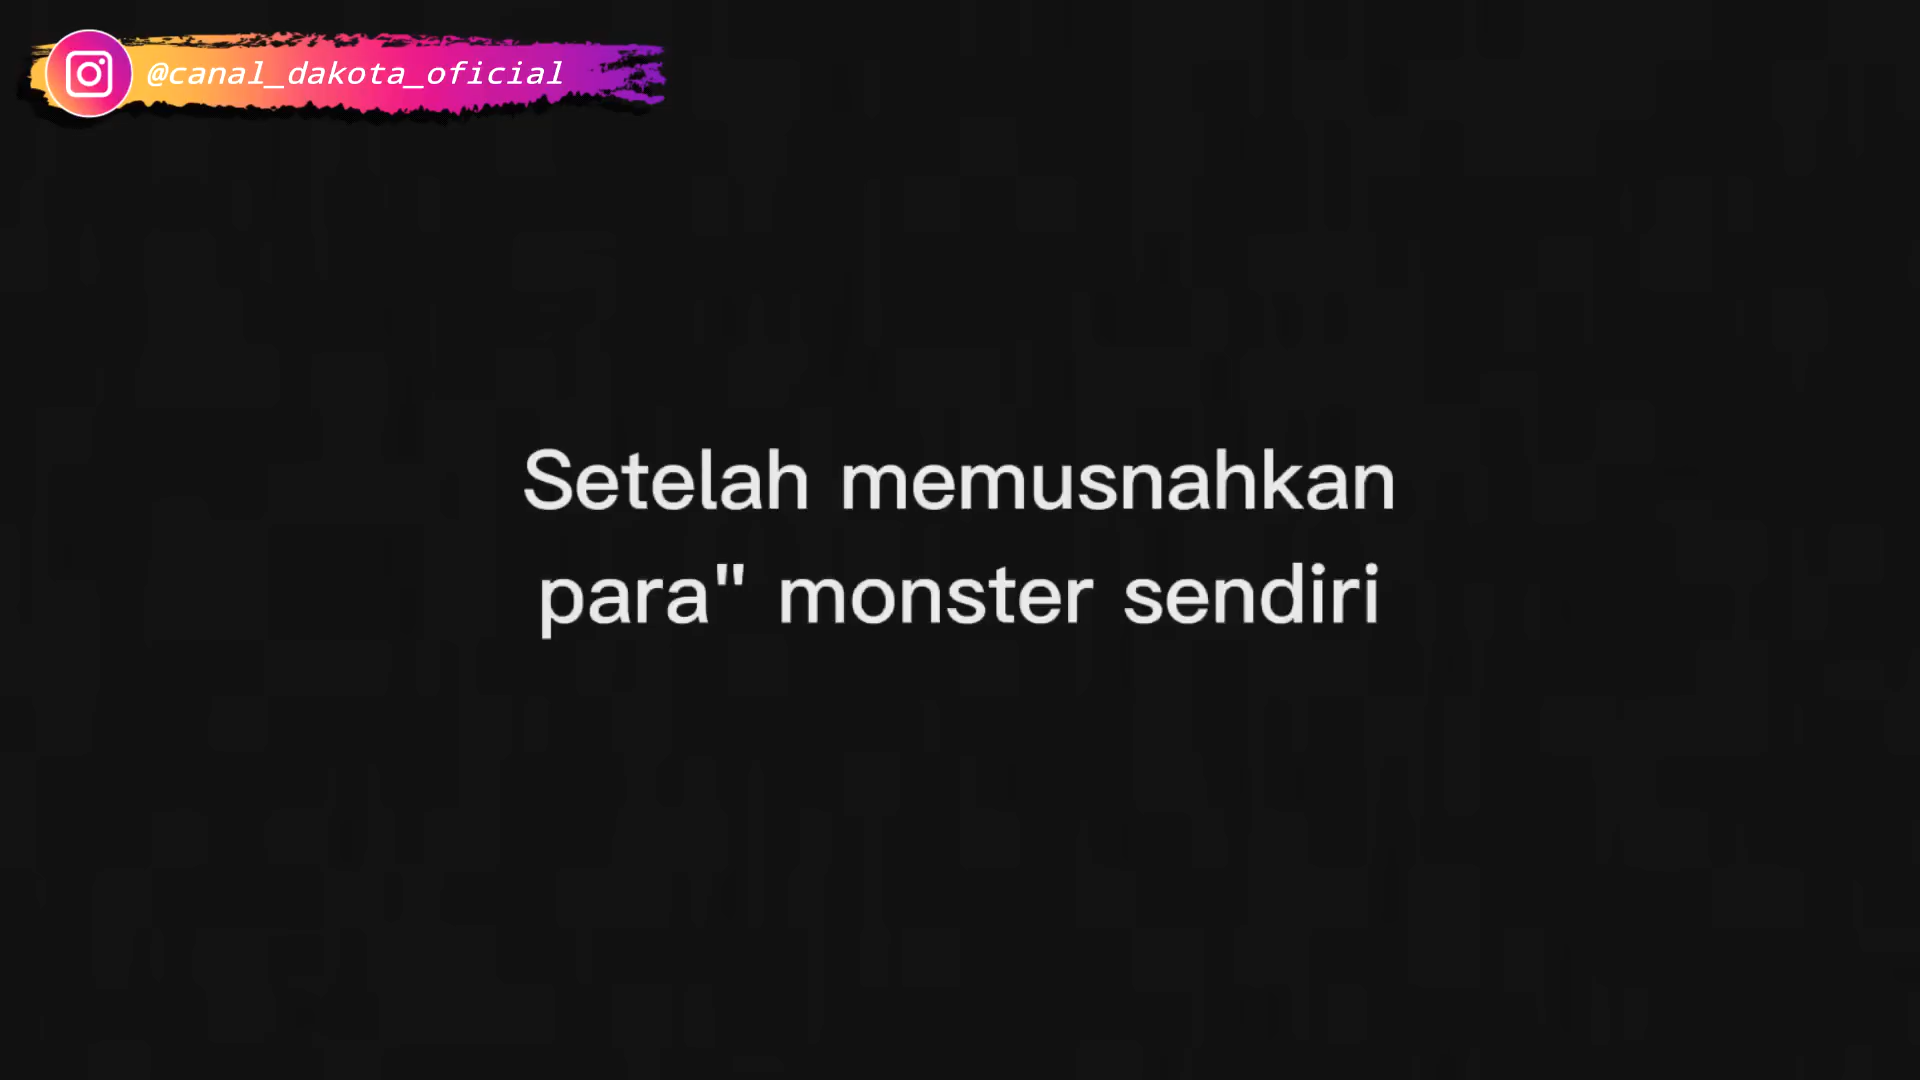 @canal_dakota_oficial
Setelah memusnahkan
para" monster sendiri